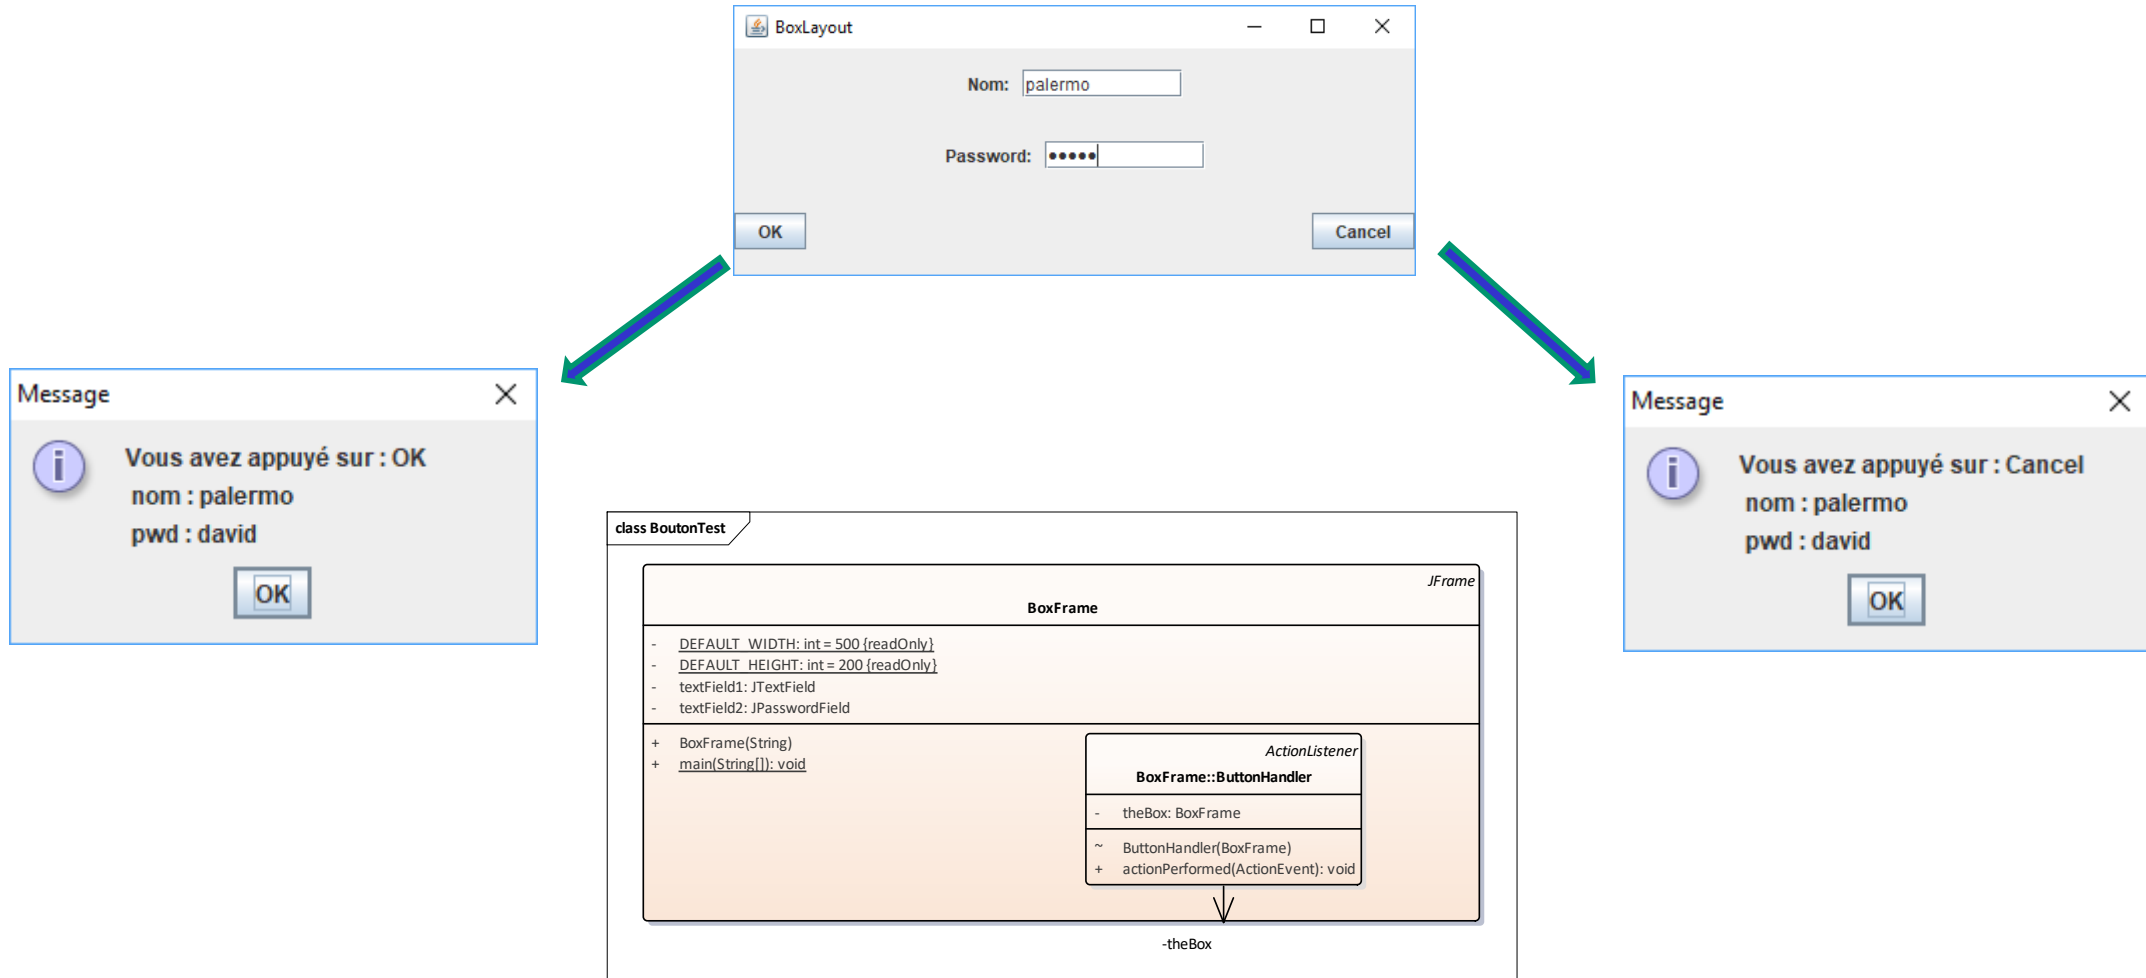 BoxLayout
Nom: palermo
Password: •••••
OK Cancel
Message
Vous avez appuyé sur : OK
nom : palermo
pwd : david
OK
Message
Vous avez appuyé sur : Cancel
nom : palermo
pwd : david
OK
class BoutonTest
JFrame
BoxFrame
- DEFAULT_WIDTH: int = 500 {readOnly}
- DEFAULT_HEIGHT: int = 200 {readOnly}
- textField1: JTextField
- textField2: JPasswordField
+ BoxFrame(String)
+ main(String[]): void
ActionListener
BoxFrame::ButtonHandler
- theBox: BoxFrame
~ ButtonHandler(BoxFrame)
+ actionPerformed(ActionEvent): void
-theBox